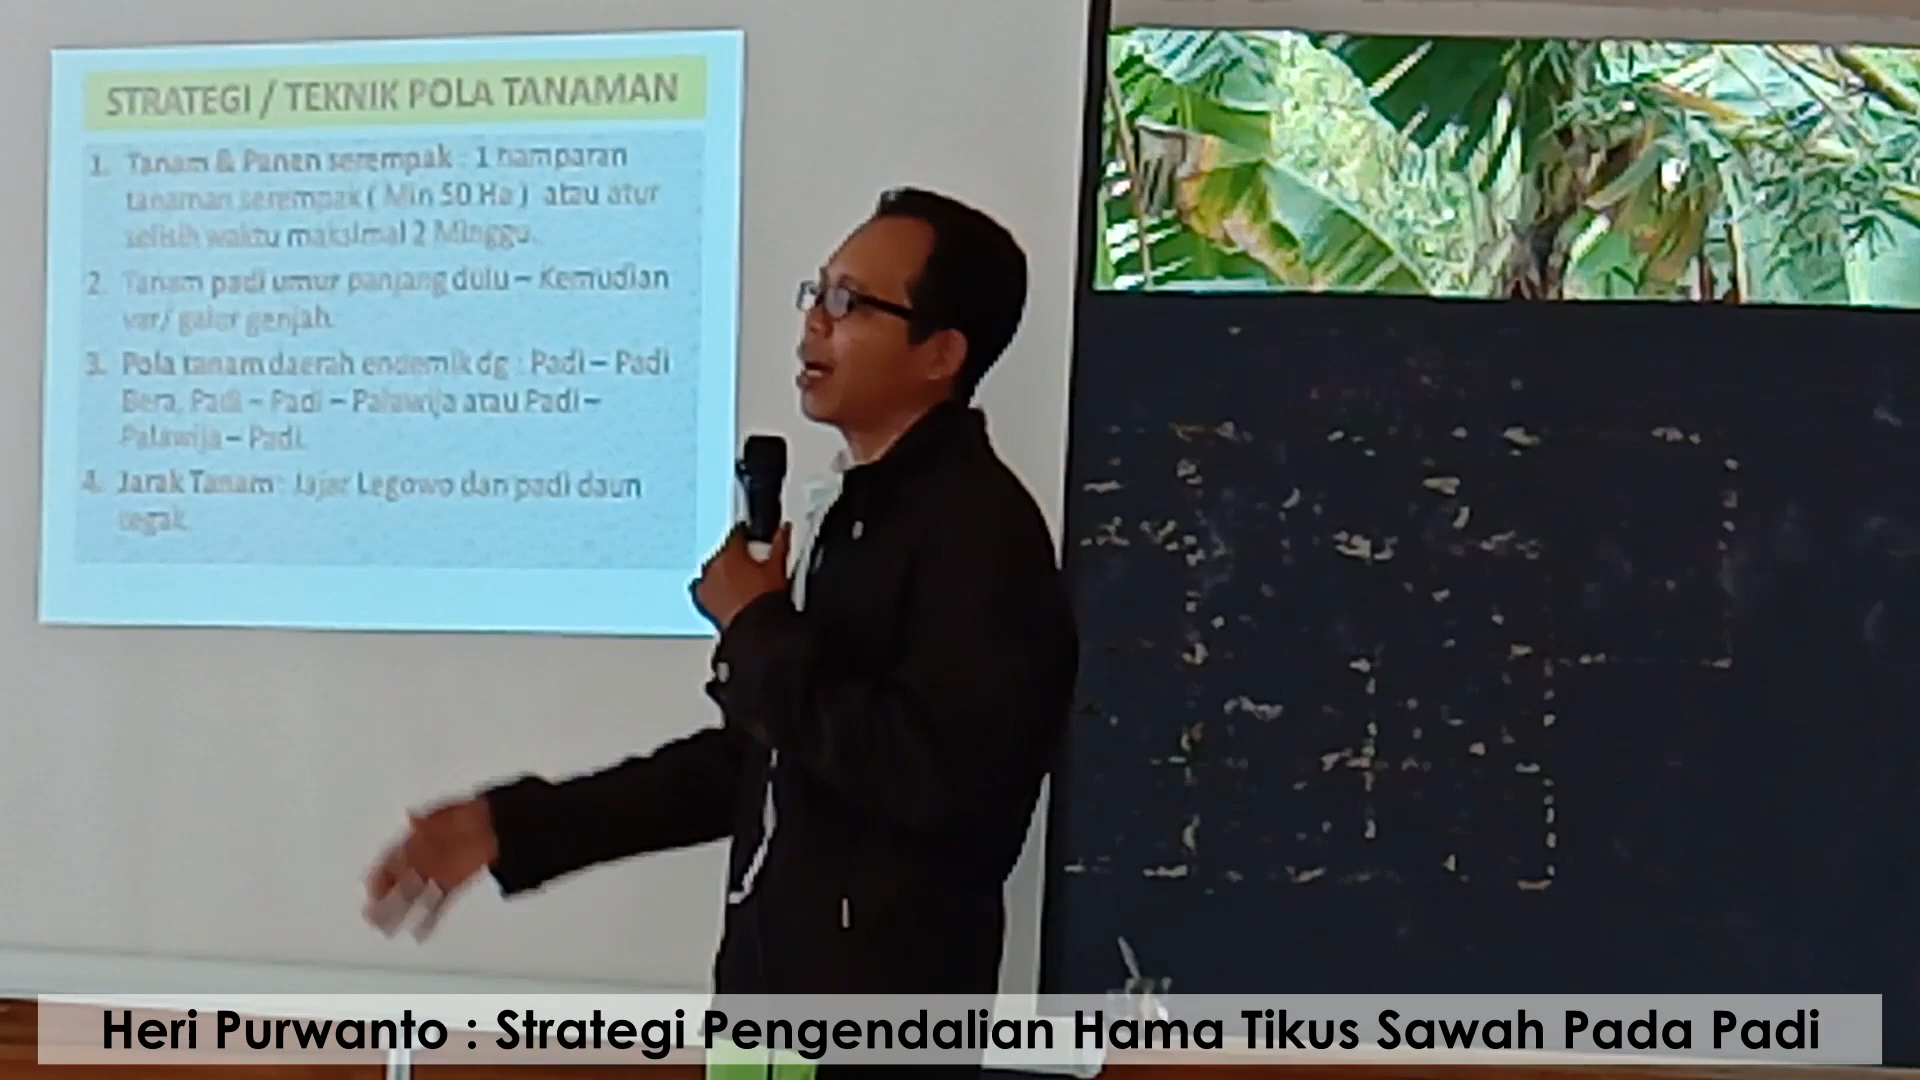 STRATEGI / TEKNIK POLA TANAMAN
1. Tanam & Panen serempak : 1 hamparan
tanaman serempak ( Min 50 Ha ) atau atur
selisih waktu maksimal 2 Minggu.
2. Tanam padi umur panjang dulu – Kemudian
var/ galur genjah.
3. Pola tanam daerah endemik dg : Padi – Padi
Bera, Padi – Padi – Palawija atau Padi –
Palawija – Padi.
4. Jarak Tanam : Jajar Legowo dan padi daun
tegak.
Heri Purwanto : Strategi Pengendalian Hama Tikus Sawah Pada Padi